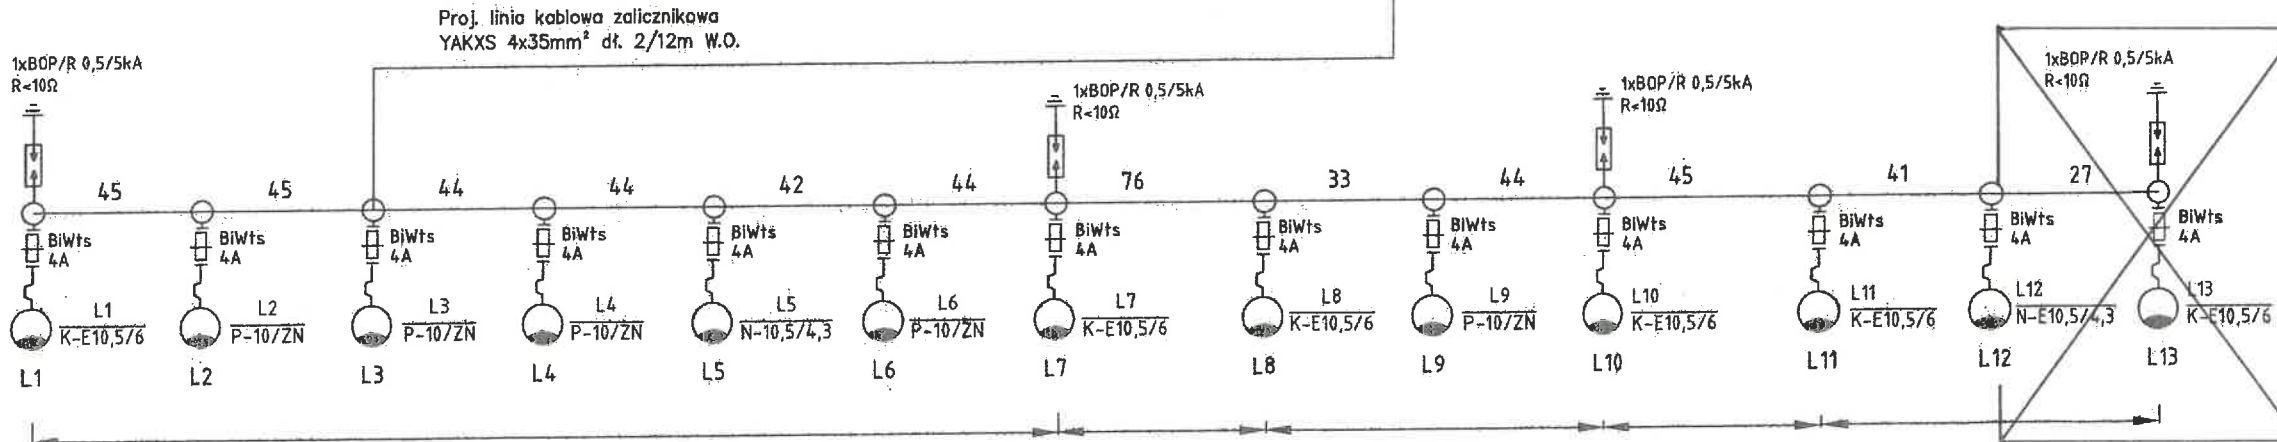 Proj. linia kablowa zalicznikowa
YAKXS 4x35mm² dł. 2/12m W.O.
1xBOP/R 0,5/5kA
R<10Ω
1xBOP/R 0,5/5kA
R<10Ω
1xBOP/R 0,5/5kA
R<10Ω
1xBOP/R 0,5/5kA
R<10Ω
45 45 44 44 42 44 76 33 44 45 41 27
BiWts BiWts BiWts BiWts BiWts BiWts BiWts BiWts BiWts BiWts BiWts BiWts BiWts
4A 4A 4A 4A 4A 4A 4A 4A 4A 4A 4A 4A 4A
L1 L2 L3 L4 L5 L6 L7 L8 L9 L10 L11 L12 L13
K-E10,5/6 P-10/ZN P-10/ZN P-10/ZN N-10,5/4,3 P-10/ZN K-E10,5/6 K-E10,5/6 P-10/ZN K-E10,5/6 K-E10,5/6 N-E10,5/4,3 K-E10,5/6
L1 L2 L3 L4 L5 L6 L7 L8 L9 L10 L11 L12 L13